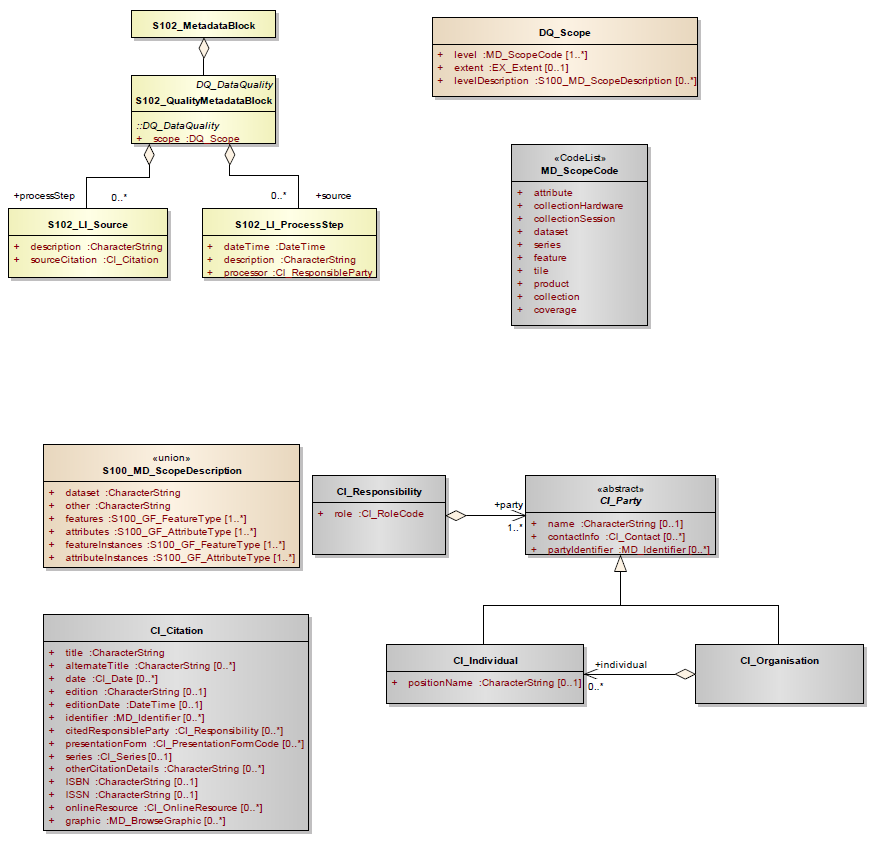 S102_MetadataBlock
DQ_DataQuality
S102_QualityMetadataBlock
::DQ_DataQuality
+ scope :DQ_Scope
+processStep
0..*
0..*
+source
S102_LI_Source
+ description :CharacterString
+ sourceCitation :CI_Citation
S102_LI_ProcessStep
+ dateTime :DateTime
+ description :CharacterString
+ processor :CI_ResponsibleParty
DQ_Scope
+ level :MD_ScopeCode [1..*]
+ extent :EX_Extent [0..1]
+ levelDescription :S100_MD_ScopeDescription [0..*]
«CodeList»
MD_ScopeCode
+ attribute
+ collectionHardware
+ collectionSession
+ dataset
+ series
+ feature
+ tile
+ product
+ collection
+ coverage
«union»
S100_MD_ScopeDescription
+ dataset :CharacterString
+ other :CharacterString
+ features :S100_GF_FeatureType [1..*]
+ attributes :S100_GF_AttributeType [1..*]
+ featureInstances :S100_GF_FeatureType [1..*]
+ attributeInstances :S100_GF_AttributeType [1..*]
CI_Responsibility
+ role :CI_RoleCode
+party
1..*
«abstract»
CI_Party
+ name :CharacterString [0..1]
+ contactInfo :CI_Contact [0..*]
+ partyIdentifier :MD_Identifier [0..*]
CI_Citation
+ title :CharacterString
+ alternateTitle :CharacterString [0..*]
+ date :CI_Date [0..*]
+ edition :CharacterString [0..1]
+ editionDate :DateTime [0..1]
+ identifier :MD_Identifier [0..*]
+ citedResponsibleParty :CI_Responsibility [0..*]
+ presentationForm :CI_PresentationFormCode [0..*]
+ series :CI_Series [0..1]
+ otherCitationDetails :CharacterString [0..*]
+ ISBN :CharacterString [0..1]
+ ISSN :CharacterString [0..1]
+ onlineResource :CI_OnlineResource [0..*]
+ graphic :MD_BrowseGraphic [0..*]
CI_Individual
+ positionName :CharacterString [0..1]
+individual
0..*
CI_Organisation